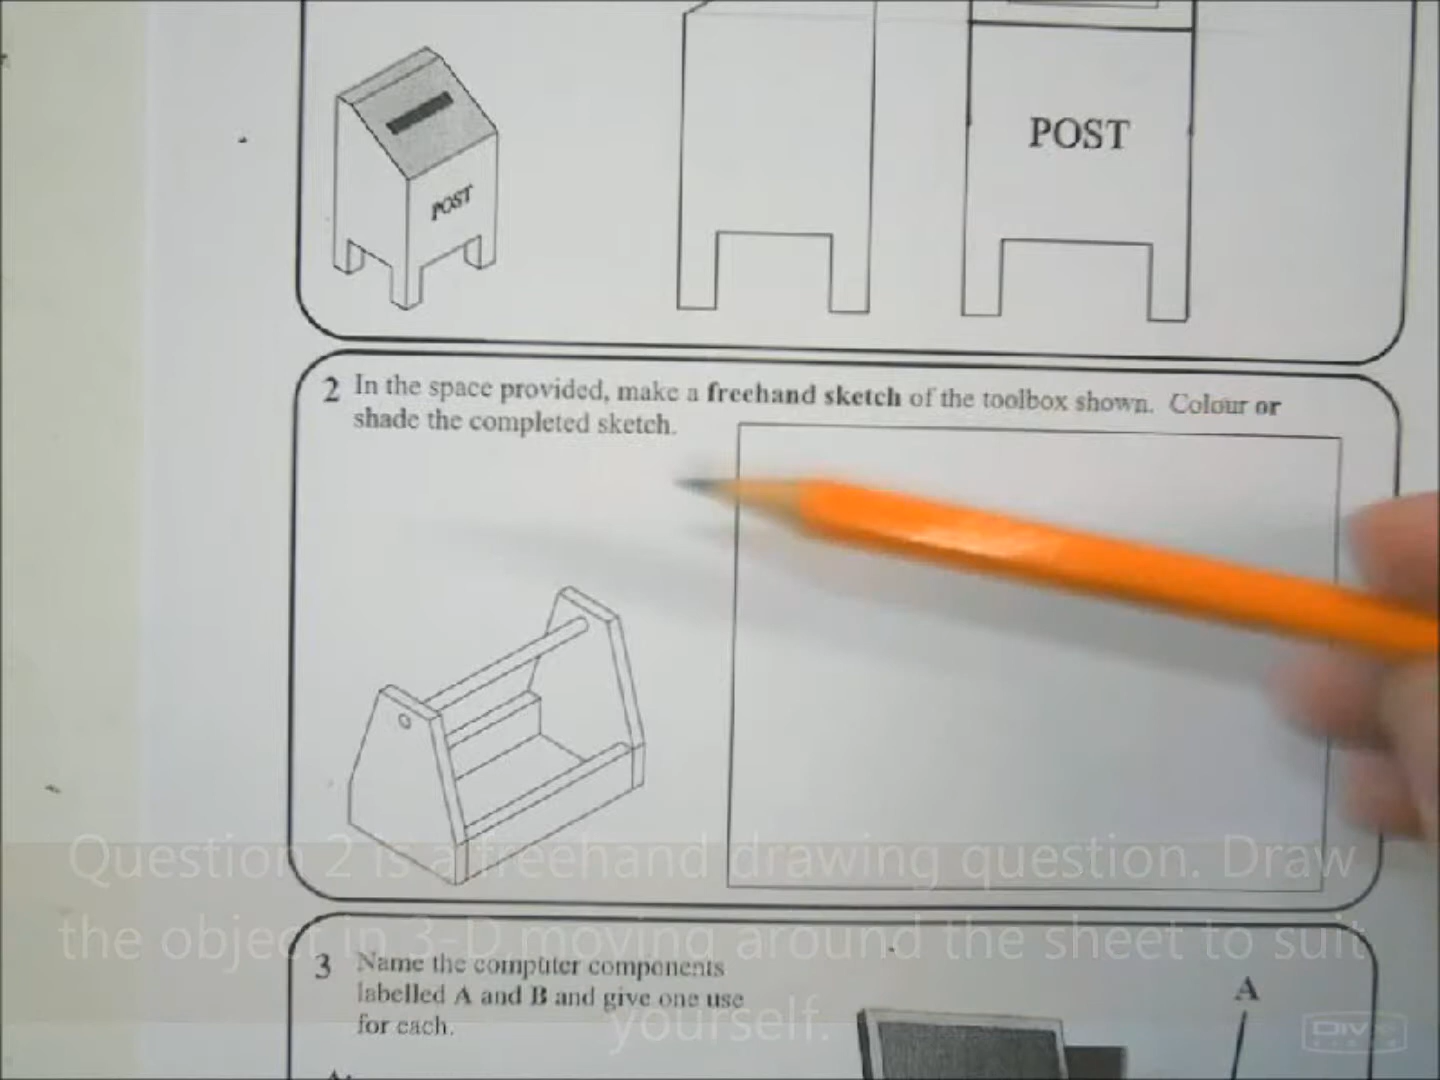 POST
POST
2 In the space provided, make a freehand sketch of the toolbox shown. Colour or
shade the completed sketch.
Question 2 is a freehand drawing question. Draw
the object in 3-D moving around the sheet to suit
yourself.
3 Name the computer components
labelled A and B and give one use
for each.
A
DIVX